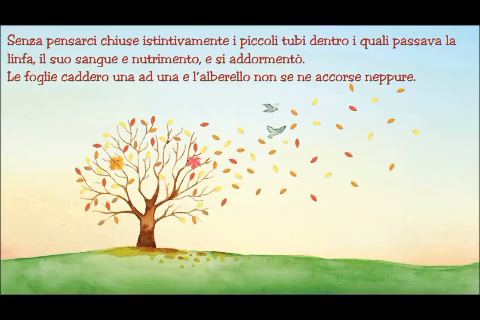 Senza pensarci chiuse istintivamente i piccoli tubi dentro i quali passava la
linfa, il suo sangue e nutrimento, e si addormentò.
Le foglie caddero una ad una e l'alberello non se ne accorse neppure.